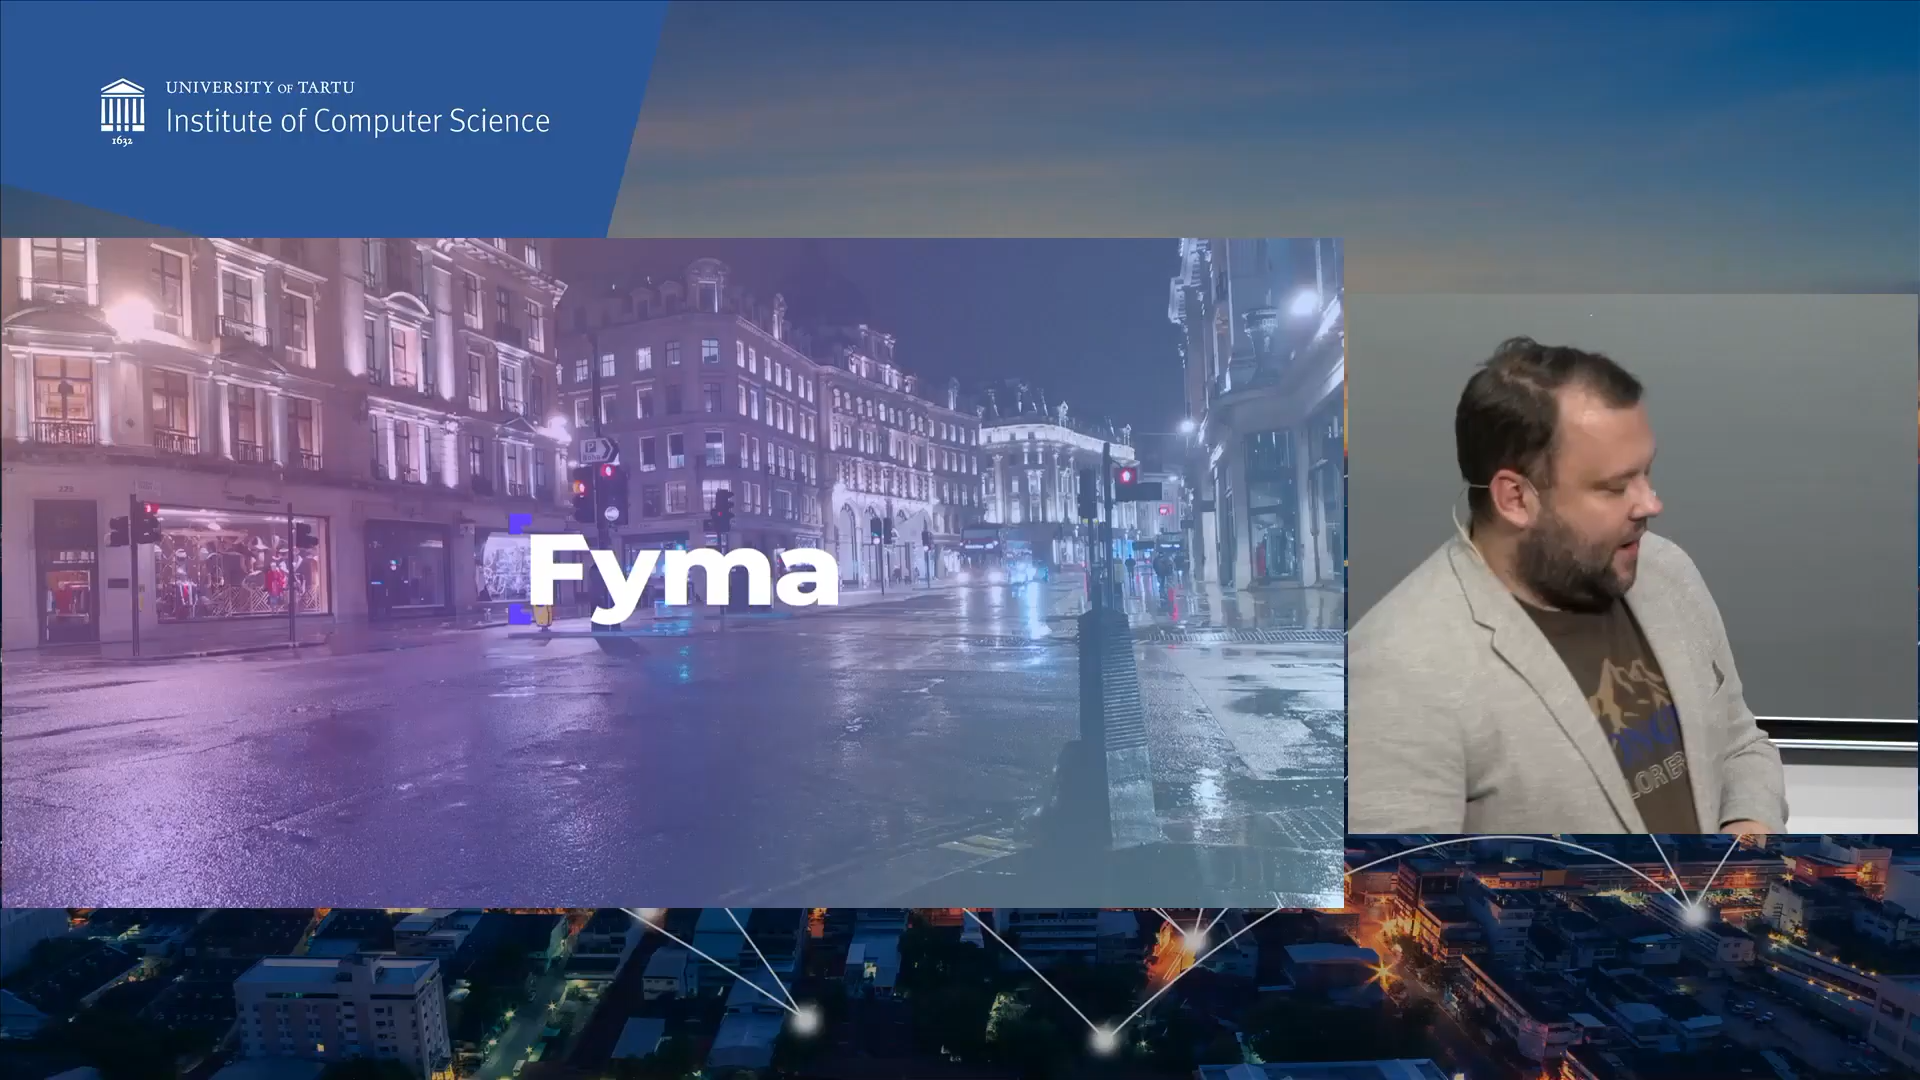 UNIVERSITY OF TARTU
Institute of Computer Science
1632
Fyma